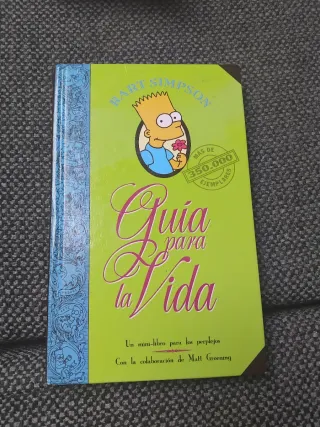 BART SIMPSON
MÁS DE
350.000
EJEMPLARES
Guía
para
la Vida
Un mini-libro para los perplejos
Con la colaboración de Matt Groening